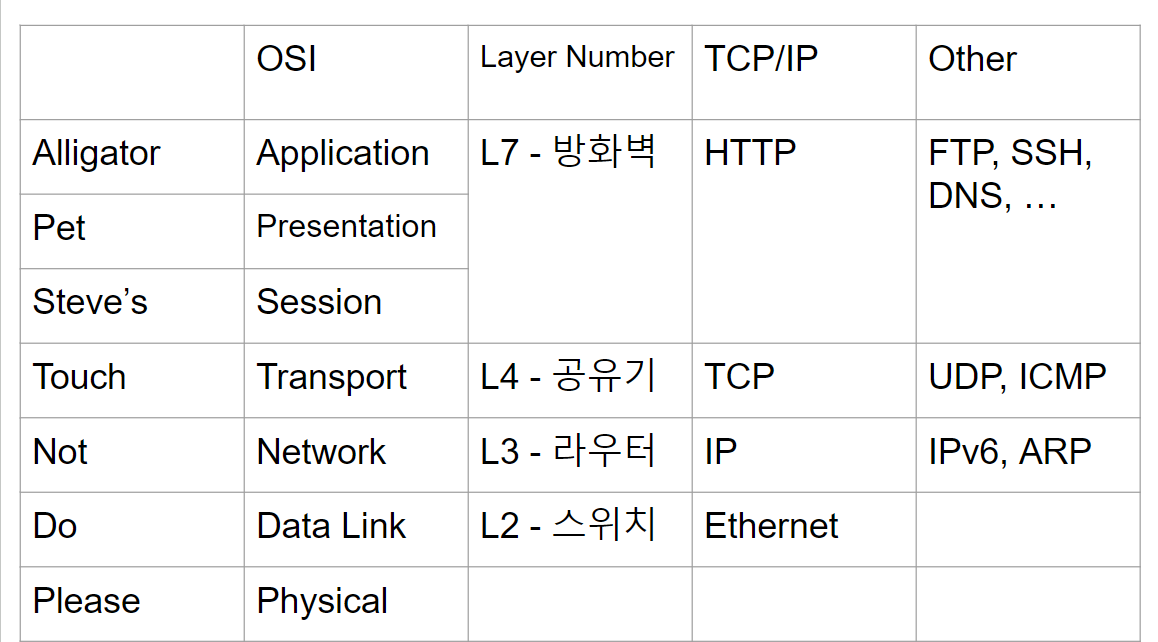 OSI Layer Number TCP/IP Other
Alligator Application L7 - 방화벽 HTTP FTP, SSH,
DNS, …
Pet Presentation
Steve’s Session
Touch Transport L4 - 공유기 TCP UDP, ICMP
Not Network L3 - 라우터 IP IPv6, ARP
Do Data Link L2 - 스위치 Ethernet
Please Physical